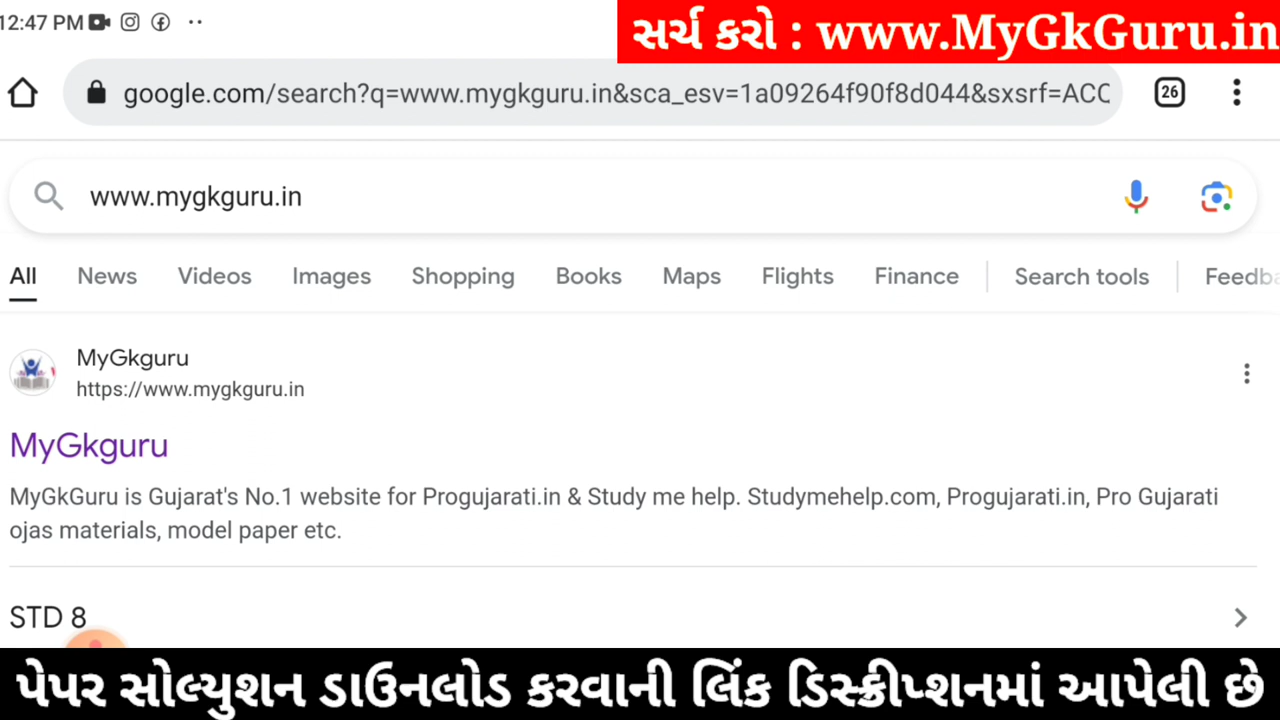 12:47 PM
સર્ચ કરો : www.MyGkGuru.in
google.com/search?q=www.mygkguru.in&sca_esv=1a09264f90f8d044&sxsrf=ACC
26
www.mygkguru.in
All News Videos Images Shopping Books Maps Flights Finance Search tools Feedba
MyGkguru
https://www.mygkguru.in
MyGkguru
MyGkGuru is Gujarat's No.1 website for Progujarati.in & Study me help. Studymehelp.com, Progujarati.in, Pro Gujarati
ojas materials, model paper etc.
STD 8
પેપર સોલ્યુશન ડાઉનલોડ કરવાની લિંક ડિસ્ક્રીપ્શનમાં આપેલી છે